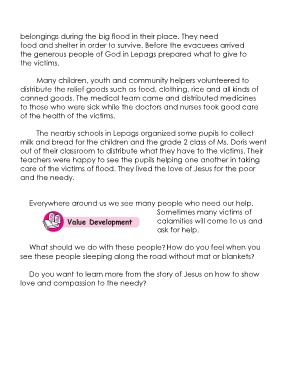 belongings during the big flood in their place. They need
food and shelter in order to survive. Before the evacuees arrived
the generous people of God in Lepags prepared what to give to
the victims.
Many children, youth and community helpers volunteered to
distribute the relief goods such as food, clothing, rice and all kinds of
canned goods. The medical team came and distributed medicines
to those who were sick while the doctors and nurses took good care
of the health of the victims.
The nearby schools in Lepags organized some pupils to collect
milk and bread for the children and the grade 2 class of Ms. Doris went
out of their classroom to distribute what they have to the victims. Their
teachers were happy to see the pupils helping one another in taking
care of the victims of flood. They lived the love of Jesus for the poor
and the needy.
Everywhere around us we see many people who need our help.
Value Development
Sometimes many victims of
calamities will come to us and
ask for help.
What should we do with these people? How do you feel when you
see these people sleeping along the road without mat or blankets?
Do you want to learn more from the story of Jesus on how to show
love and compassion to the needy?